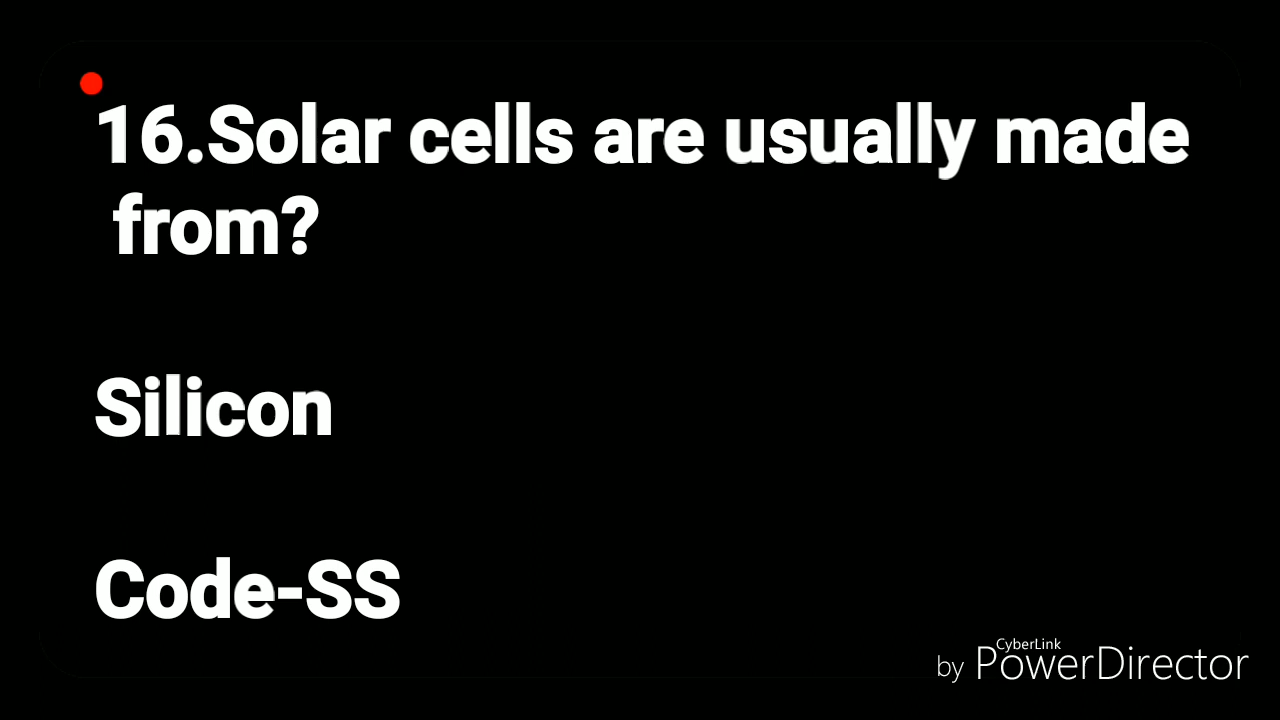 16.Solar cells are usually made
from?
Silicon
Code-SS
CyberLink
by PowerDirector